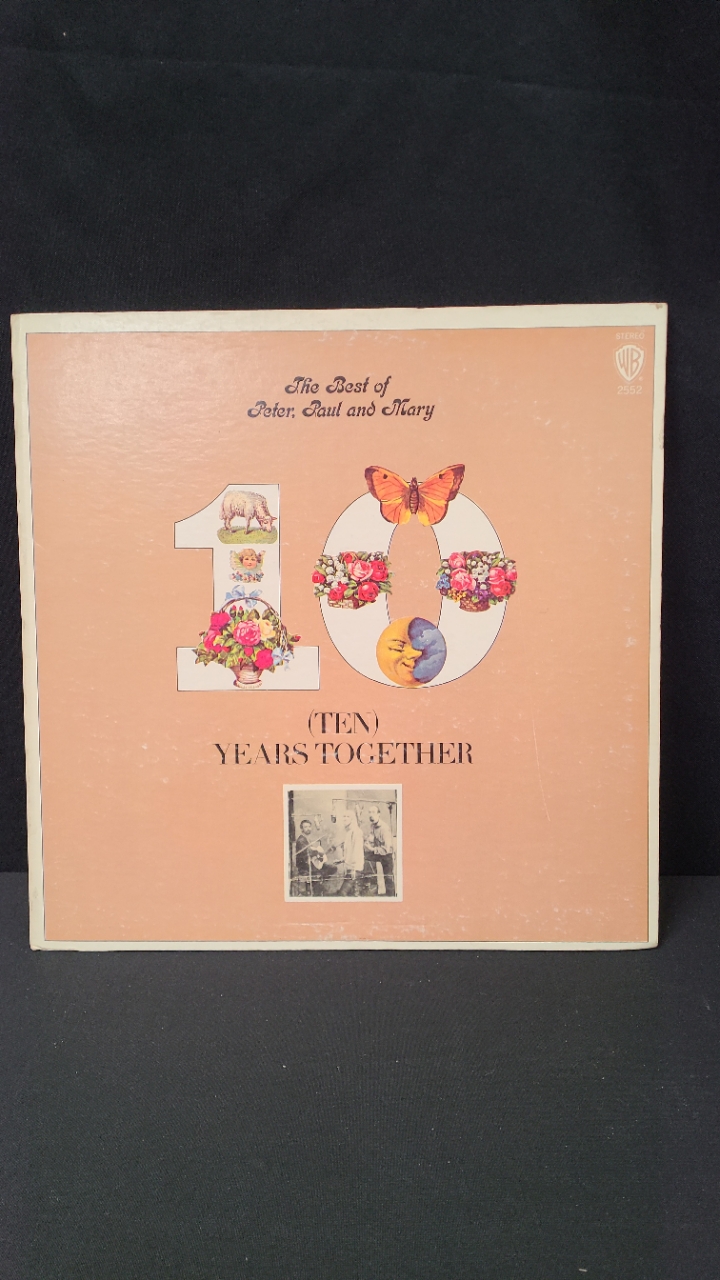 STEREO
WB
2552
The Best of
Peter, Paul and Mary
10
(TEN)
YEARS TOGETHER